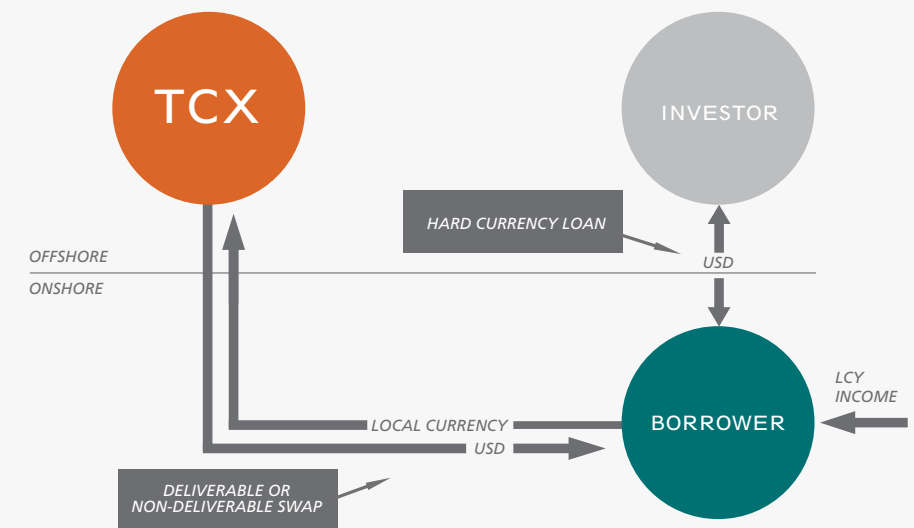 TCX
INVESTOR
HARD CURRENCY LOAN
OFFSHORE
USD
ONSHORE
LCY
INCOME
LOCAL CURRENCY
BORROWER
USD
DELIVERABLE OR
NON-DELIVERABLE SWAP